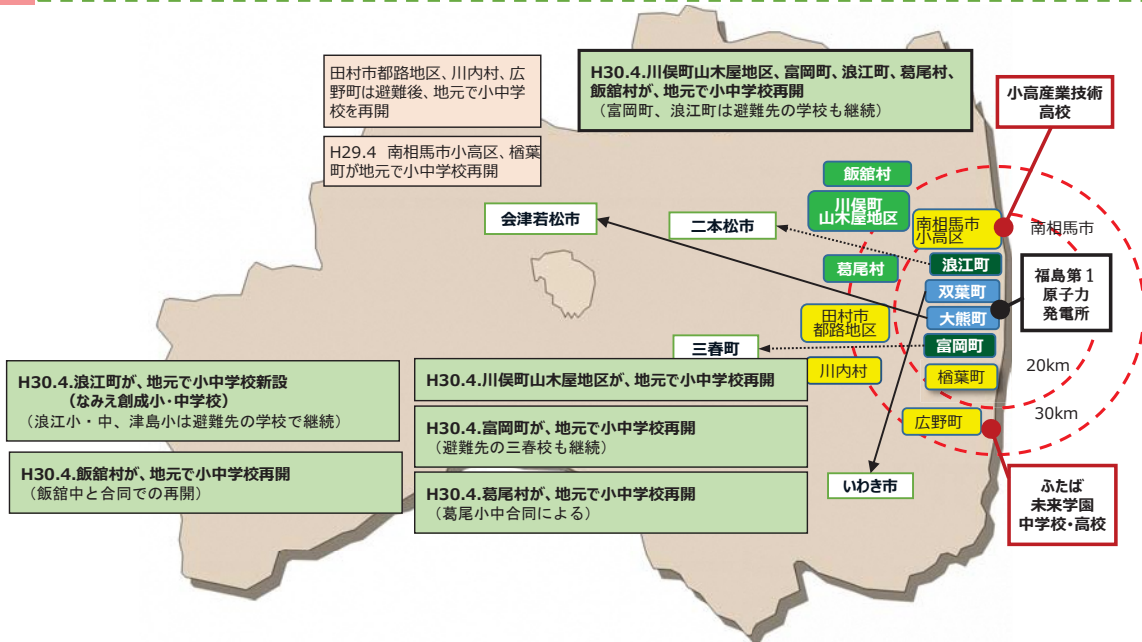 田村市都路地区、川内村、広
野町は避難後、地元で小中学
校を再開
H29.4 南相馬市小高区、楢葉
町が地元で小中学校再開
H30.4.川俣町山木屋地区、富岡町、浪江町、葛尾村、
飯舘村が、地元で小中学校再開
（富岡町、浪江町は避難先の学校も継続）
小高産業技術
高校
飯舘村
川俣町
山木屋地区
会津若松市
二本松市
南相馬市
小高区
南相馬市
浪江町
葛尾村
双葉町
大熊町
福島第１
原子力
発電所
田村市
都路地区
三春町
富岡町
川内村
楢葉町
20km
30km
広野町
いわき市
ふたば
未来学園
中学校・高校
H30.4.浪江町が、地元で小中学校新設
（なみえ創成小・中学校）
（浪江小・中、津島小は避難先の学校で継続）
H30.4.飯舘村が、地元で小中学校再開
（飯舘中と合同での再開）
H30.4.川俣町山木屋地区が、地元で小中学校再開
H30.4.富岡町が、地元で小中学校再開
（避難先の三春校も継続）
H30.4.葛尾村が、地元で小中学校再開
（葛尾小中合同による）